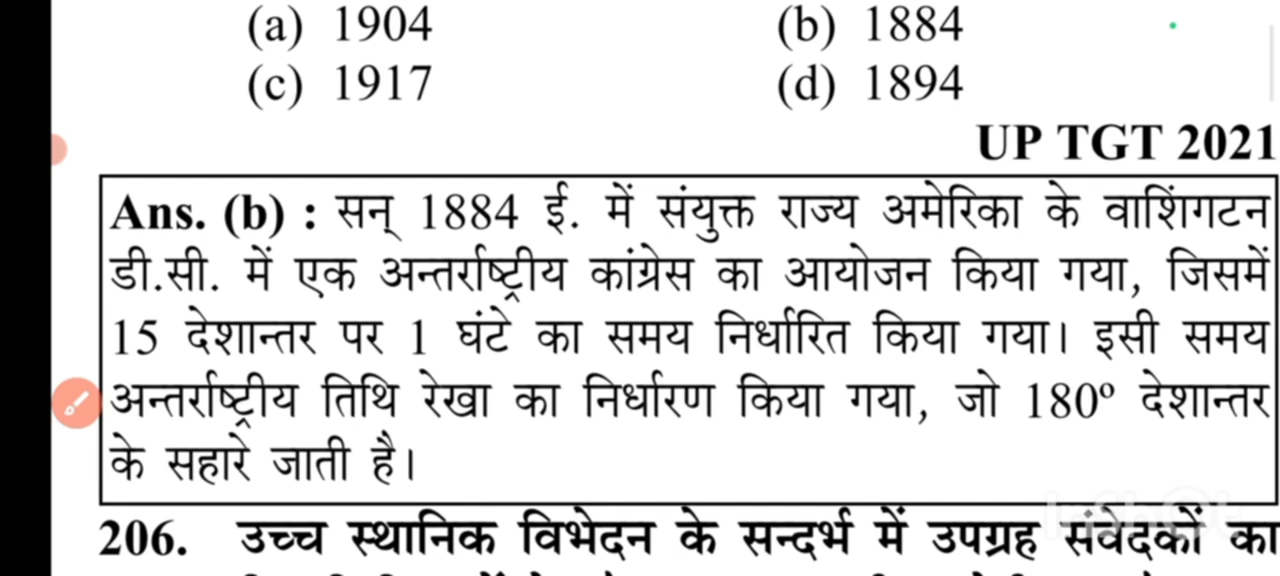 (a) 1904 (b) 1884
(c) 1917 (d) 1894
UP TGT 2021
Ans. (b) : सन् 1884 ई. में संयुक्त राज्य अमेरिका के वाशिंगटन
डी.सी. में एक अन्तर्राष्ट्रीय कांग्रेस का आयोजन किया गया, जिसमें
15 देशान्तर पर 1 घंटे का समय निर्धारित किया गया। इसी समय
अन्तर्राष्ट्रीय तिथि रेखा का निर्धारण किया गया, जो 180º देशान्तर
के सहारे जाती है।
206. उच्च स्थानिक विभेदन के सन्दर्भ में उपग्रह संवेदकों का